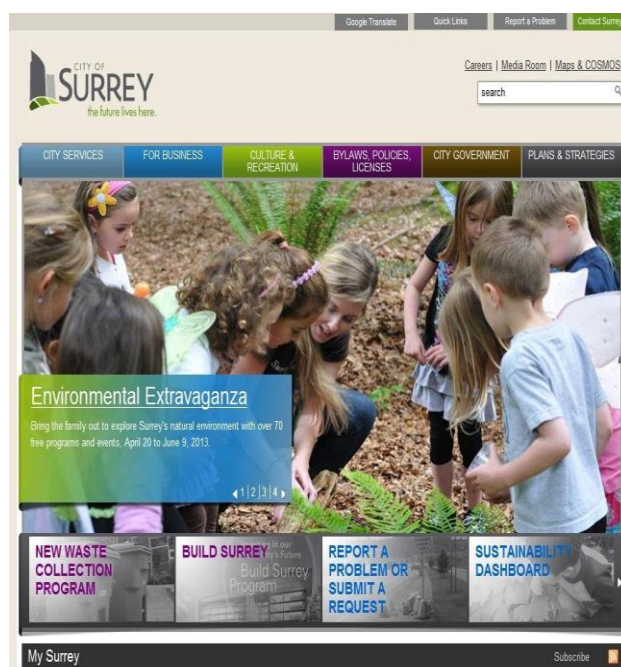 Google Translate Quick Links Report a Problem Contact Surrey
CITY OF
SURREY
the future lives here.
Careers | Media Room | Maps & COSMOS
search
CITY SERVICES FOR BUSINESS CULTURE & RECREATION BYLAWS, POLICIES, LICENSES CITY GOVERNMENT PLANS & STRATEGIES
Environmental Extravaganza
Bring the family out to explore Surrey's natural environment with over 70
free programs and events, April 20 to June 9, 2013.
1 | 2 | 3 | 4
NEW WASTE
COLLECTION
PROGRAM
BUILD SURREY
Build Surrey
Program
REPORT A
PROBLEM OR
SUBMIT A
REQUEST
SUSTAINABILITY
DASHBOARD
My Surrey Subscribe